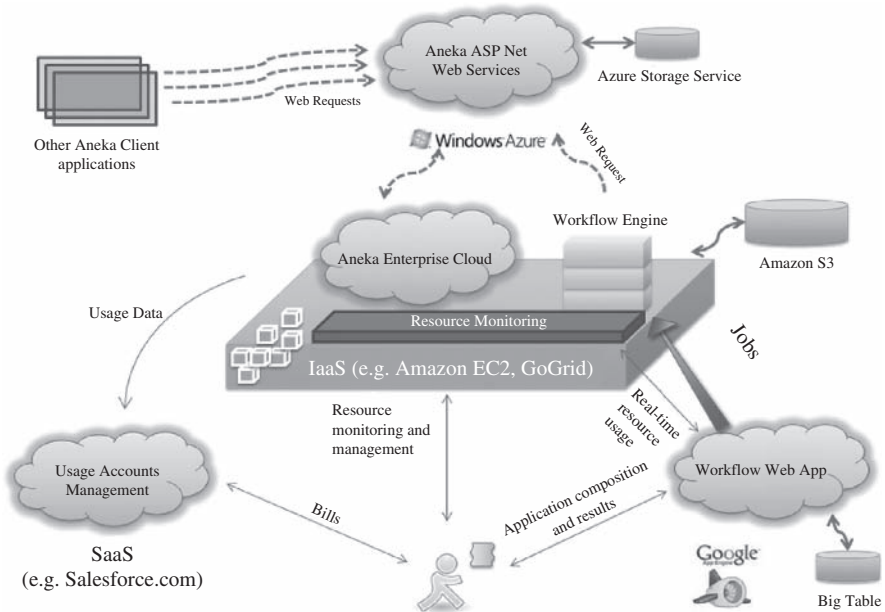 Aneka ASP Net
Web Services
Azure Storage Service
Web Requests
Other Aneka Client
applications
Windows Azure
Web Request
Workflow Engine
Aneka Enterprise Cloud
Amazon S3
Usage Data
Resource Monitoring
Jobs
IaaS (e.g. Amazon EC2, GoGrid)
Resource
monitoring and
management
Real-time
resource
usage
Usage Accounts
Management
Workflow Web App
Bills
Application composition
and results
SaaS
(e.g. Salesforce.com)
Google
App Engine
Big Table